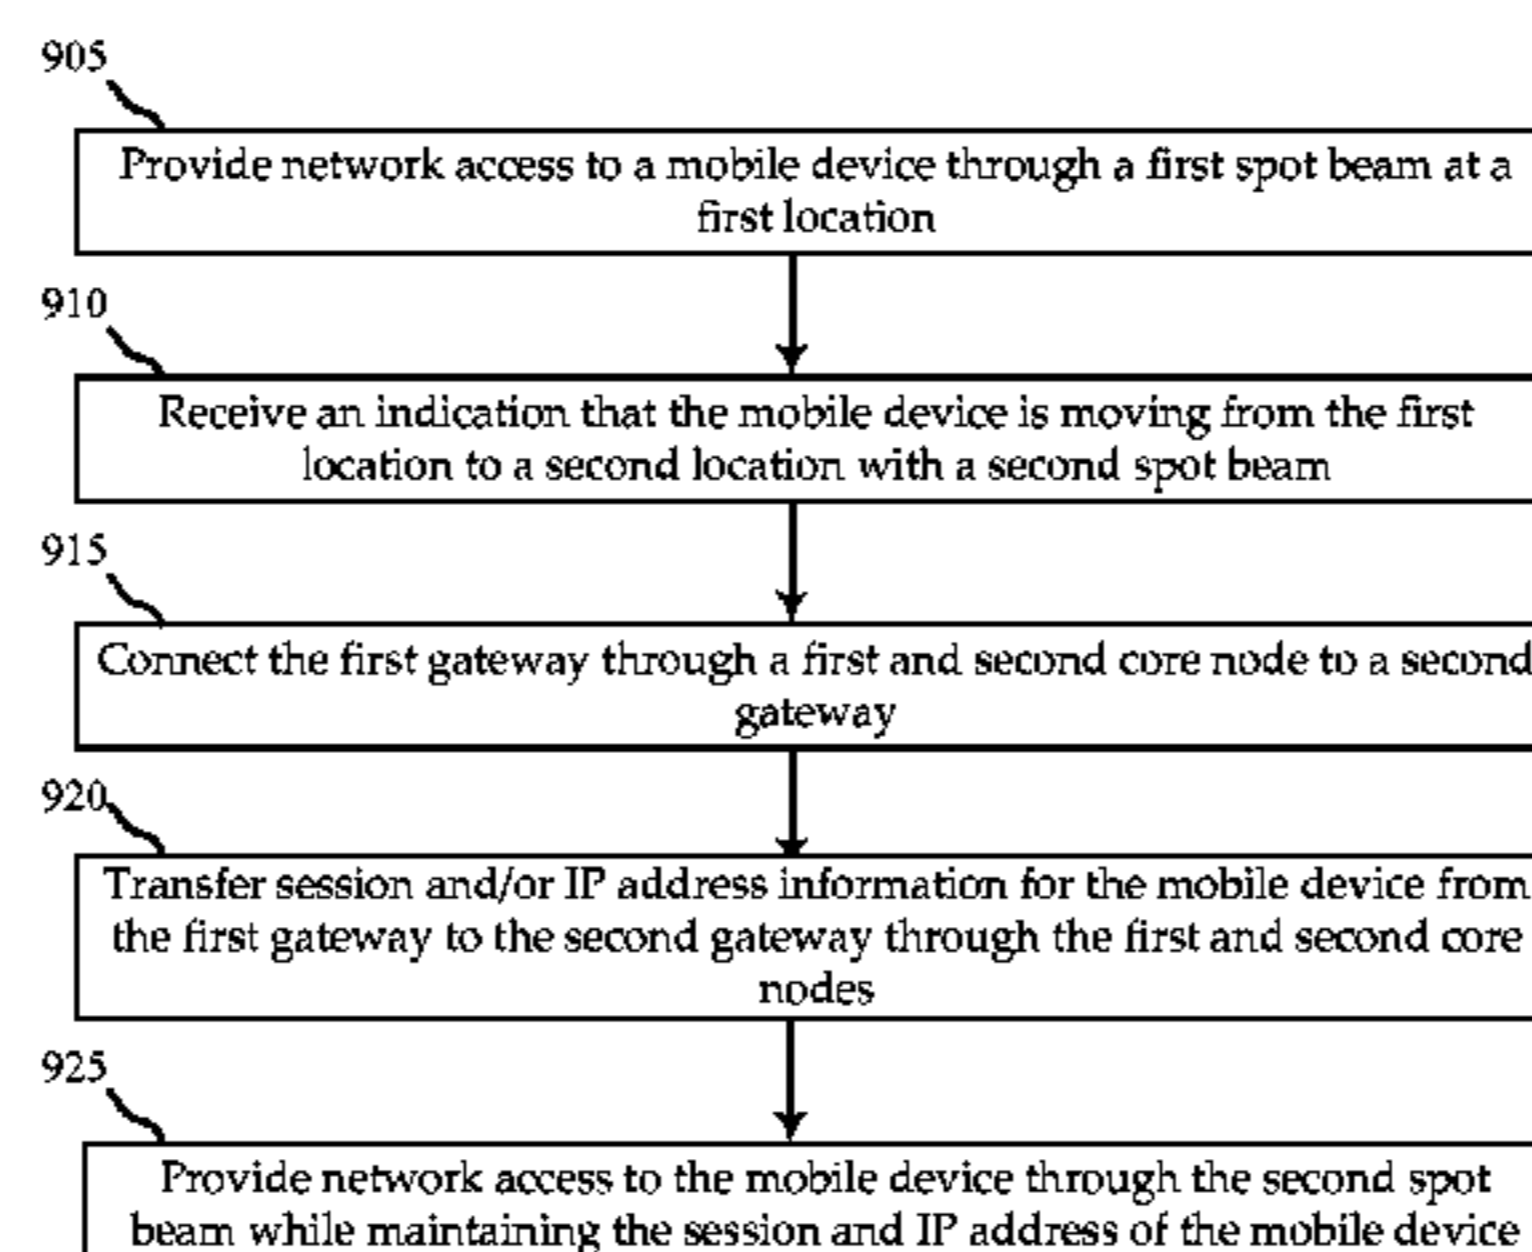 905
Provide network access to a mobile device through a first spot beam at a
first location
910
Receive an indication that the mobile device is moving from the first
location to a second location with a second spot beam
915
Connect the first gateway through a first and second core node to a second
gateway
920
Transfer session and/or IP address information for the mobile device from
the first gateway to the second gateway through the first and second core
nodes
925
Provide network access to the mobile device through the second spot
beam while maintaining the session and IP address of the mobile device